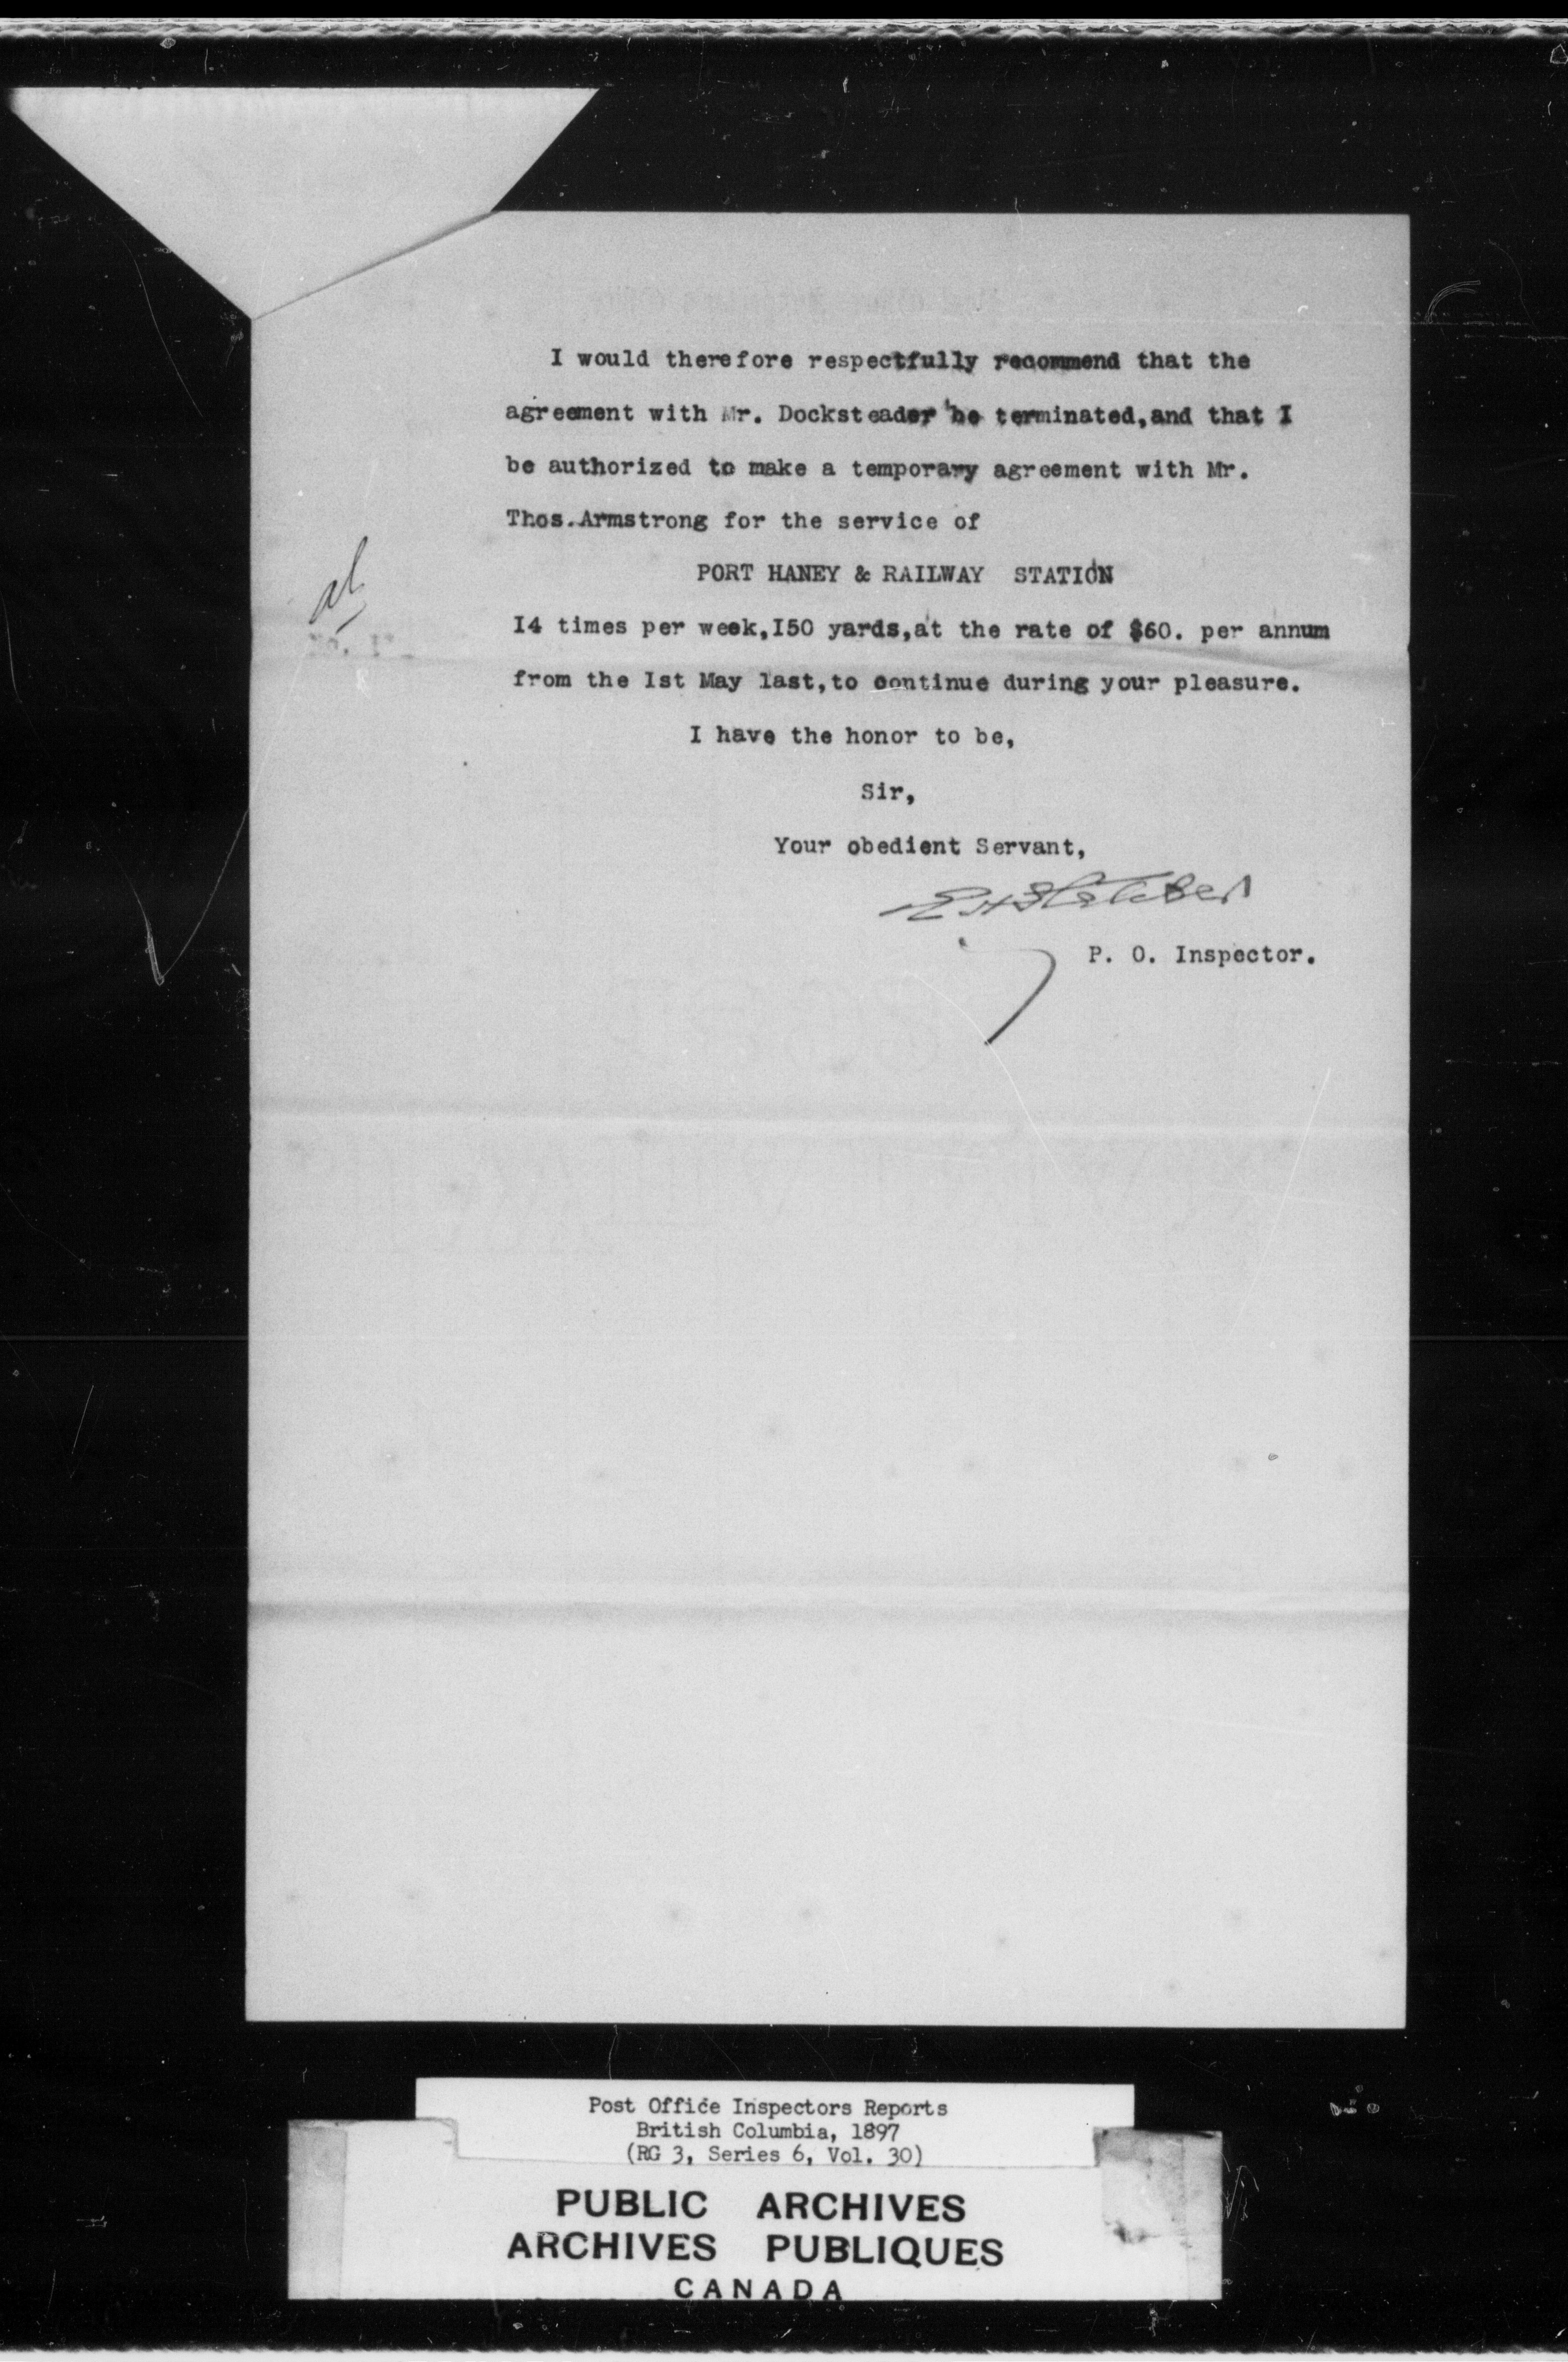 I would therefore respectfully recommend that the
agreement with Mr. Docksteader be terminated,and that I
be authorized to make a temporary agreement with Mr.
Thos.Armstrong for the service of
PORT HANEY & RAILWAY STATION
I4 times per week,I50 yards,at the rate of $60. per annum
from the Ist May last,to continue during your pleasure.
I have the honor to be,
Sir,
Your obedient Servant,
E H Fletcher
P. O. Inspector.
Post Office Inspectors Reports
British Columbia, 1897
(RG 3, Series 6, Vol. 30)
PUBLIC ARCHIVES
ARCHIVES PUBLIQUES
CANADA